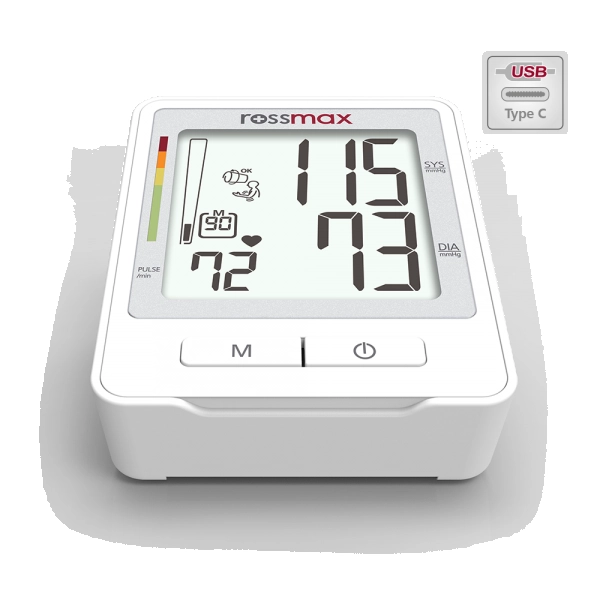 USB
Type C
rossmax
OK
115
SYS
mmHg
M
90
73
DIA
mmHg
PULSE
/min
72
M